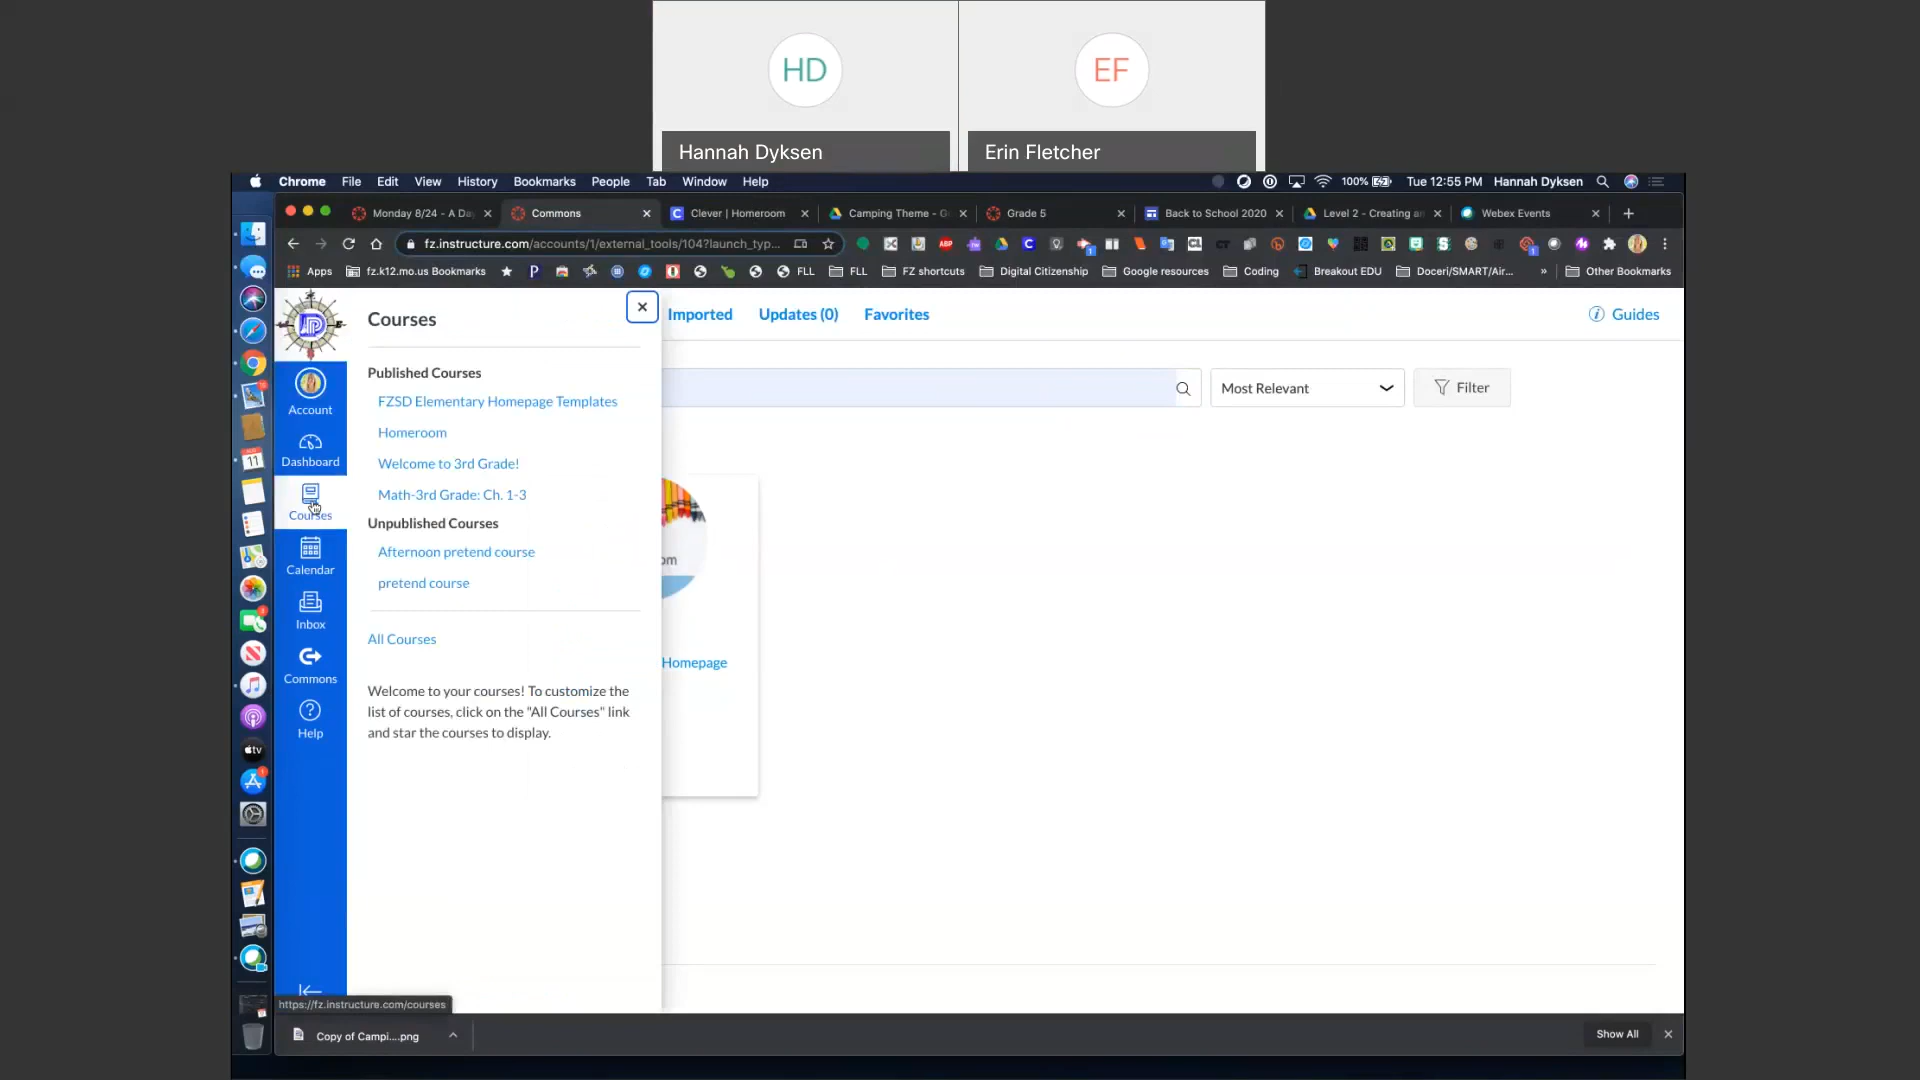 HD
EF
Hannah Dyksen
Erin Fletcher
Chrome File Edit View History Bookmarks People Tab Window Help
100% Tue 12:55 PM Hannah Dyksen
Monday 8/24 - A Da
Commons
Clever | Homeroom
Camping Theme - G
Grade 5
Back to School 2020
Level 2 - Creating a
Webex Events
fz.instructure.com/accounts/1/external_tools/104?launch_typ...
Apps
fz.k12.mo.us Bookmarks
FLL
FLL
FZ shortcuts
Digital Citizenship
Google resources
Coding
Breakout EDU
Doceri/SMART/Air...
»
Other Bookmarks
Account
Dashboard
Courses
Calendar
Inbox
Commons
Help
Courses
Published Courses
FZSD Elementary Homepage Templates
Homeroom
Welcome to 3rd Grade!
Math-3rd Grade: Ch. 1-3
Unpublished Courses
Afternoon pretend course
pretend course
All Courses
Welcome to your courses! To customize the
list of courses, click on the "All Courses" link
and star the courses to display.
Imported
Updates (0)
Favorites
Guides
Most Relevant
Filter
om
Homepage
https://fz.instructure.com/courses
Copy of Campi....png
Show All